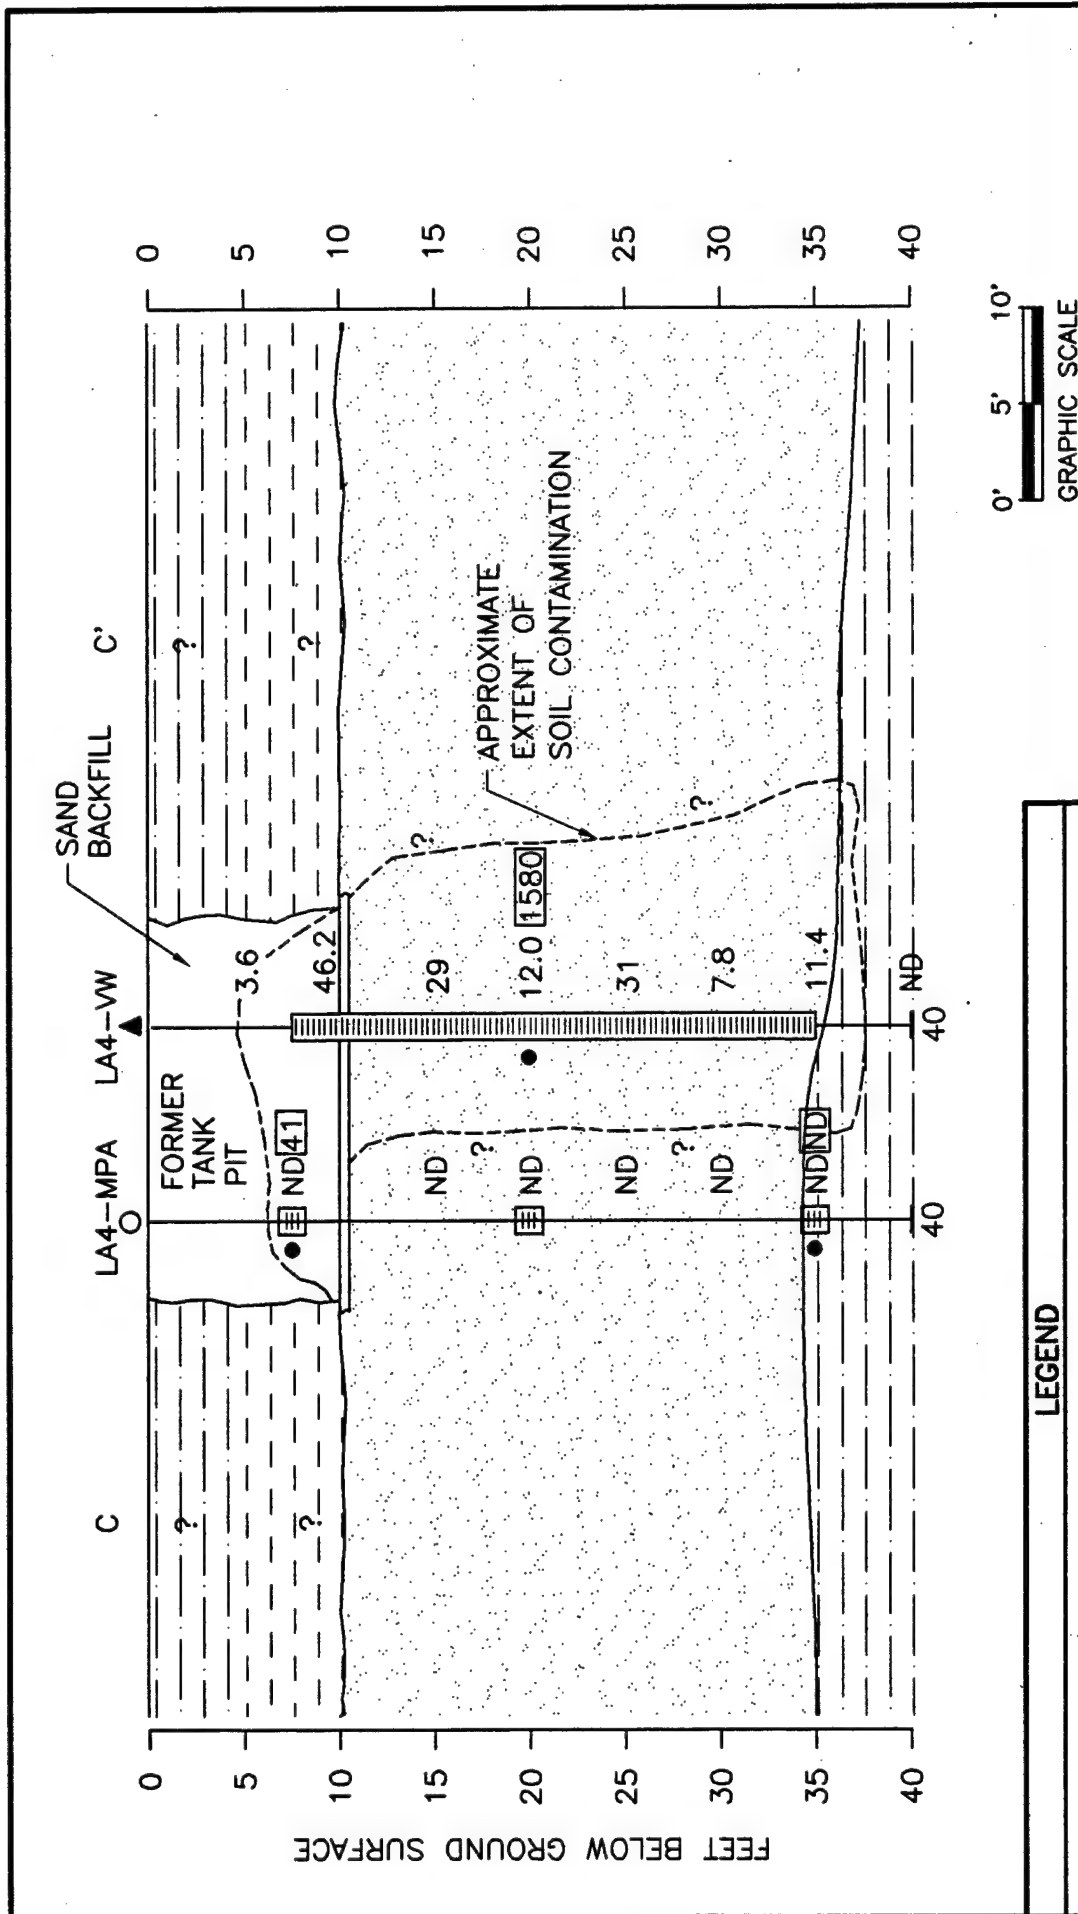 C
LA4-MPA
LA4-VW
C'
SAND
BACKFILL
FORMER
TANK
PIT
FEET BELOW GROUND SURFACE
0
5
10
15
20
25
30
35
40
0
5
10
15
20
25
30
35
40
?
?
?
?
ND 41
ND
ND
ND
ND
ND ND
40
?
?
3.6
46.2
29
12.0 1580
31
7.8
11.4
ND
40
?
?
APPROXIMATE
EXTENT OF
SOIL CONTAMINATION
0' 5' 10'
GRAPHIC SCALE
LEGEND